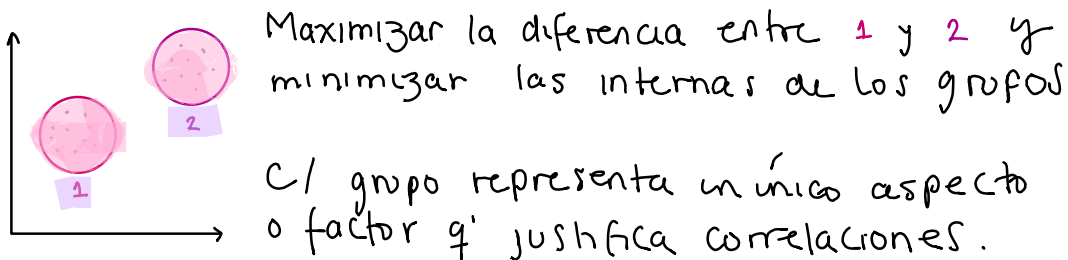 Maximizar la diferencia entre 1 y 2 y
minimizar las internas de los grupos
C/ grupo representa un único aspecto
o factor q' justifica correlaciones.
1
2